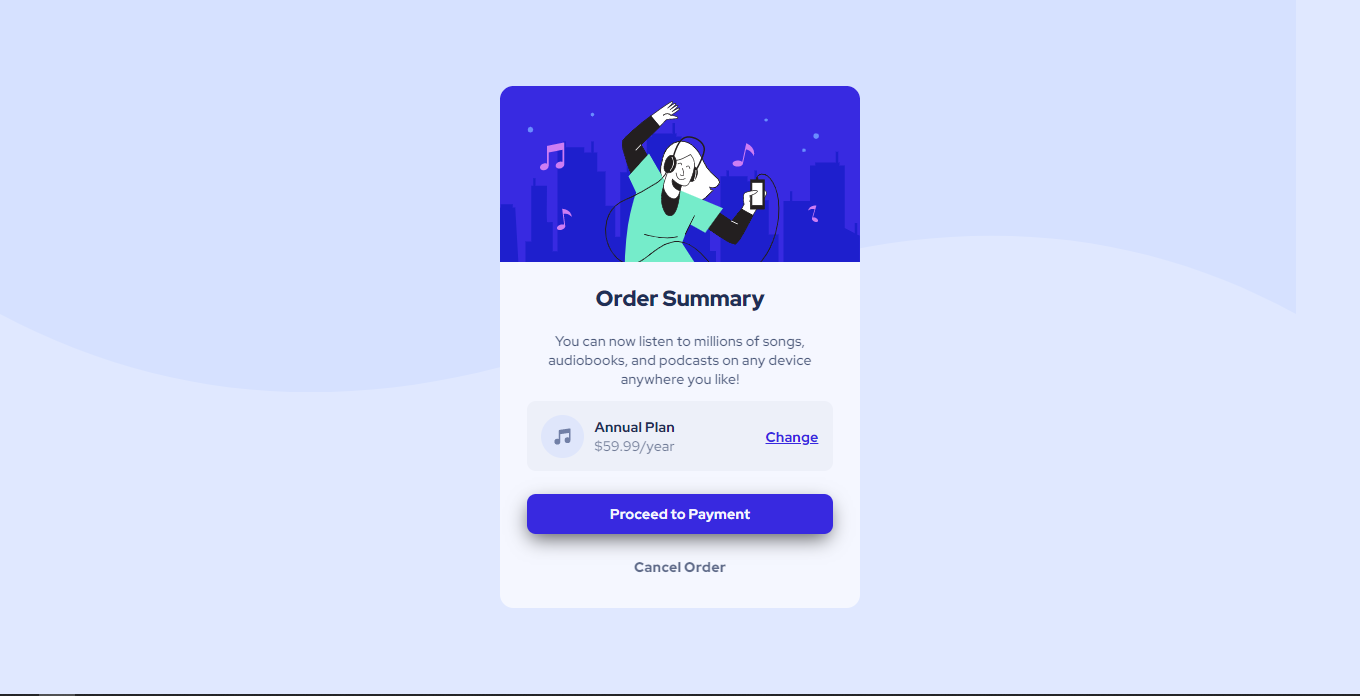 Order Summary
You can now listen to millions of songs,
audiobooks, and podcasts on any device
anywhere you like!
Annual Plan
$59.99/year
Change
Proceed to Payment
Cancel Order